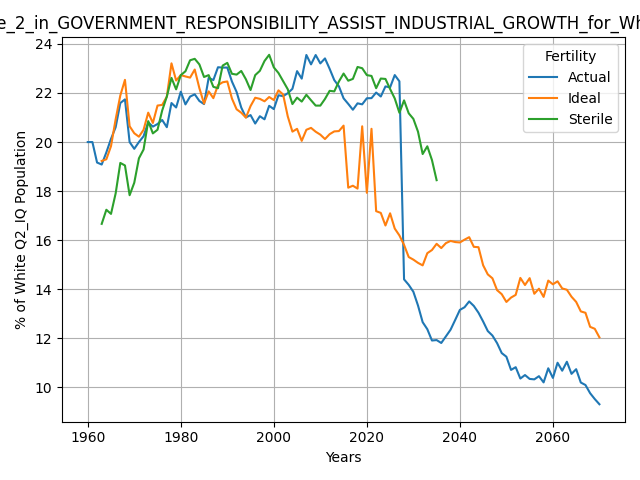 e_2_in_GOVERNMENT_RESPONSIBILITY_ASSIST_INDUSTRIAL_GROWTH_for_Wh
Fertility
Actual
Ideal
Sterile
% of White Q2_IQ Population
24
22
20
18
16
14
12
10
1960
1980
2000
2020
2040
2060
Years